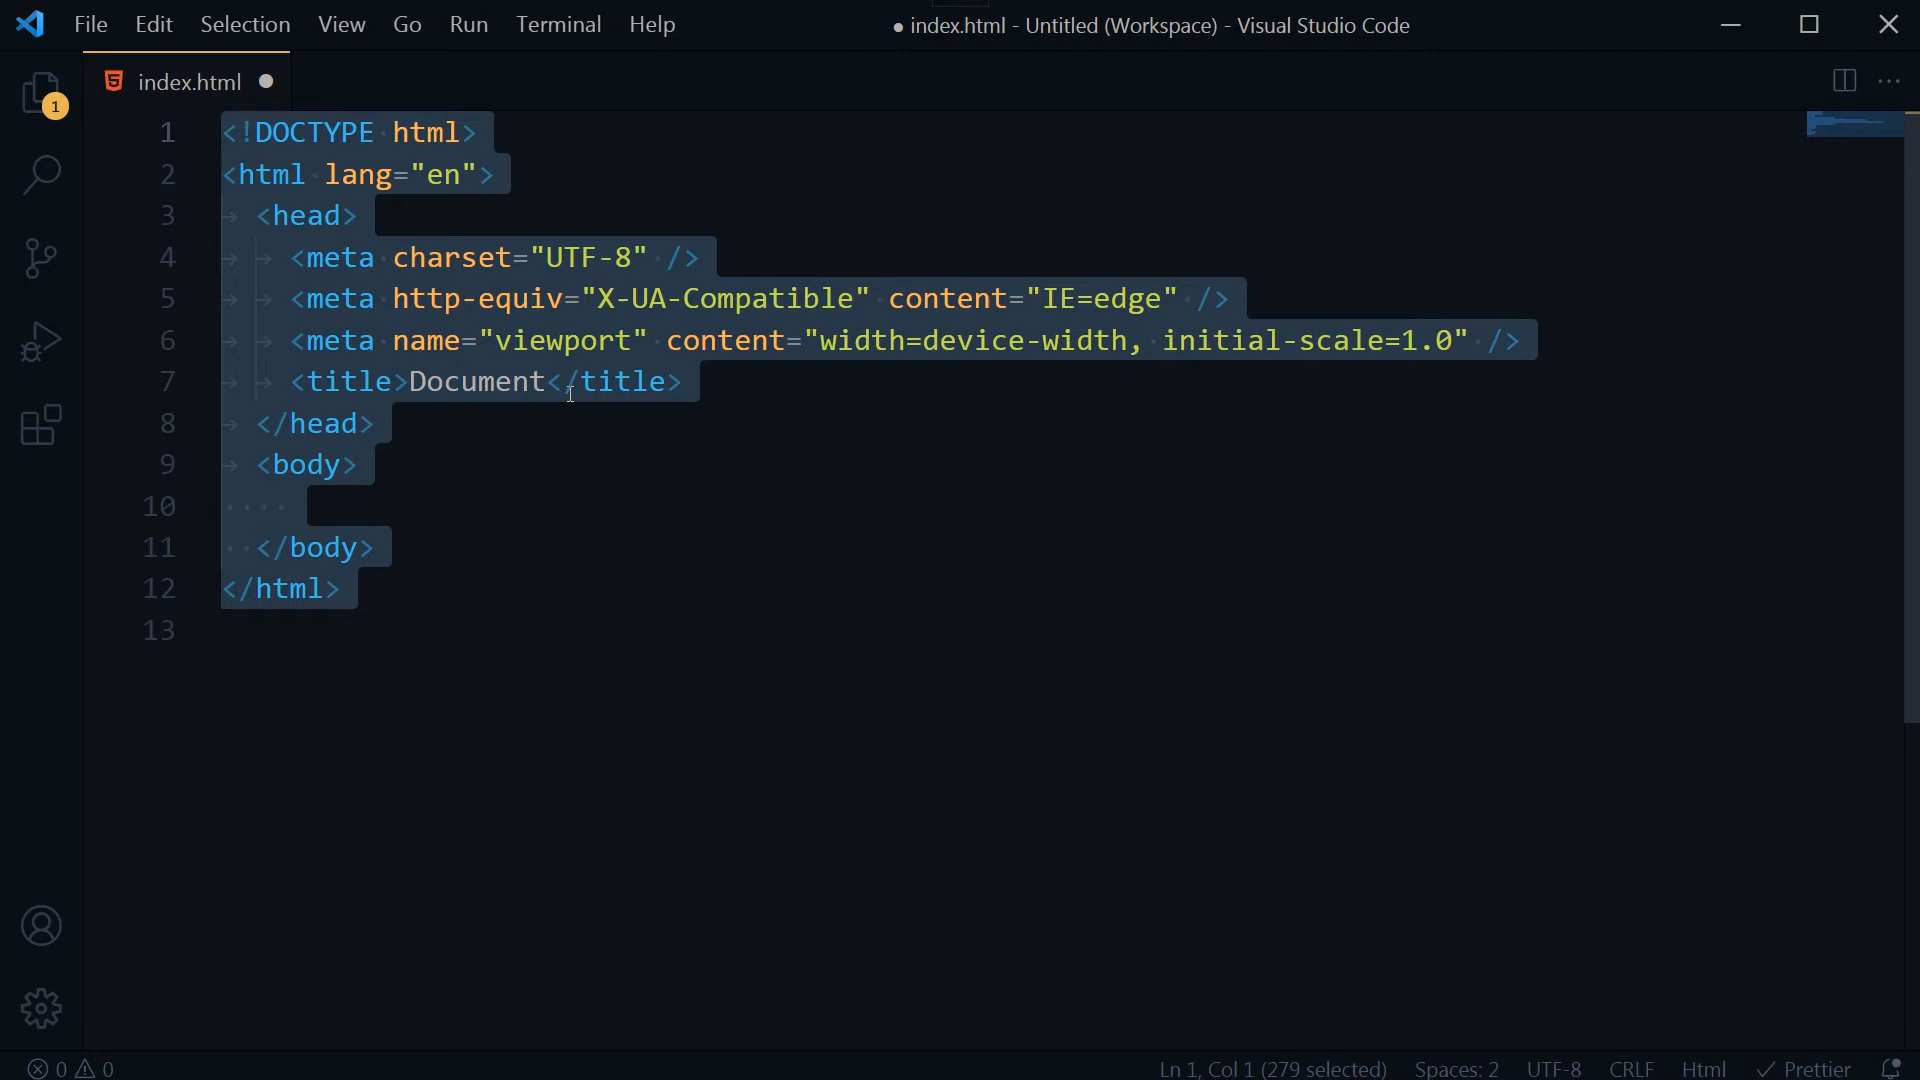 File Edit Selection View Go Run Terminal Help ● index.html - Untitled (Workspace) - Visual Studio Code
index.html
1
1 <!DOCTYPE html>
2 <html lang="en">
3 <head>
4 <meta charset="UTF-8" />
5 <meta http-equiv="X-UA-Compatible" content="IE=edge" />
6 <meta name="viewport" content="width=device-width, initial-scale=1.0" />
7 <title>Document</title>
8 </head>
9 <body>
10
11 </body>
12 </html>
13
0 0 Ln 1, Col 1 (279 selected) Spaces: 2 UTF-8 CRLF Html Prettier